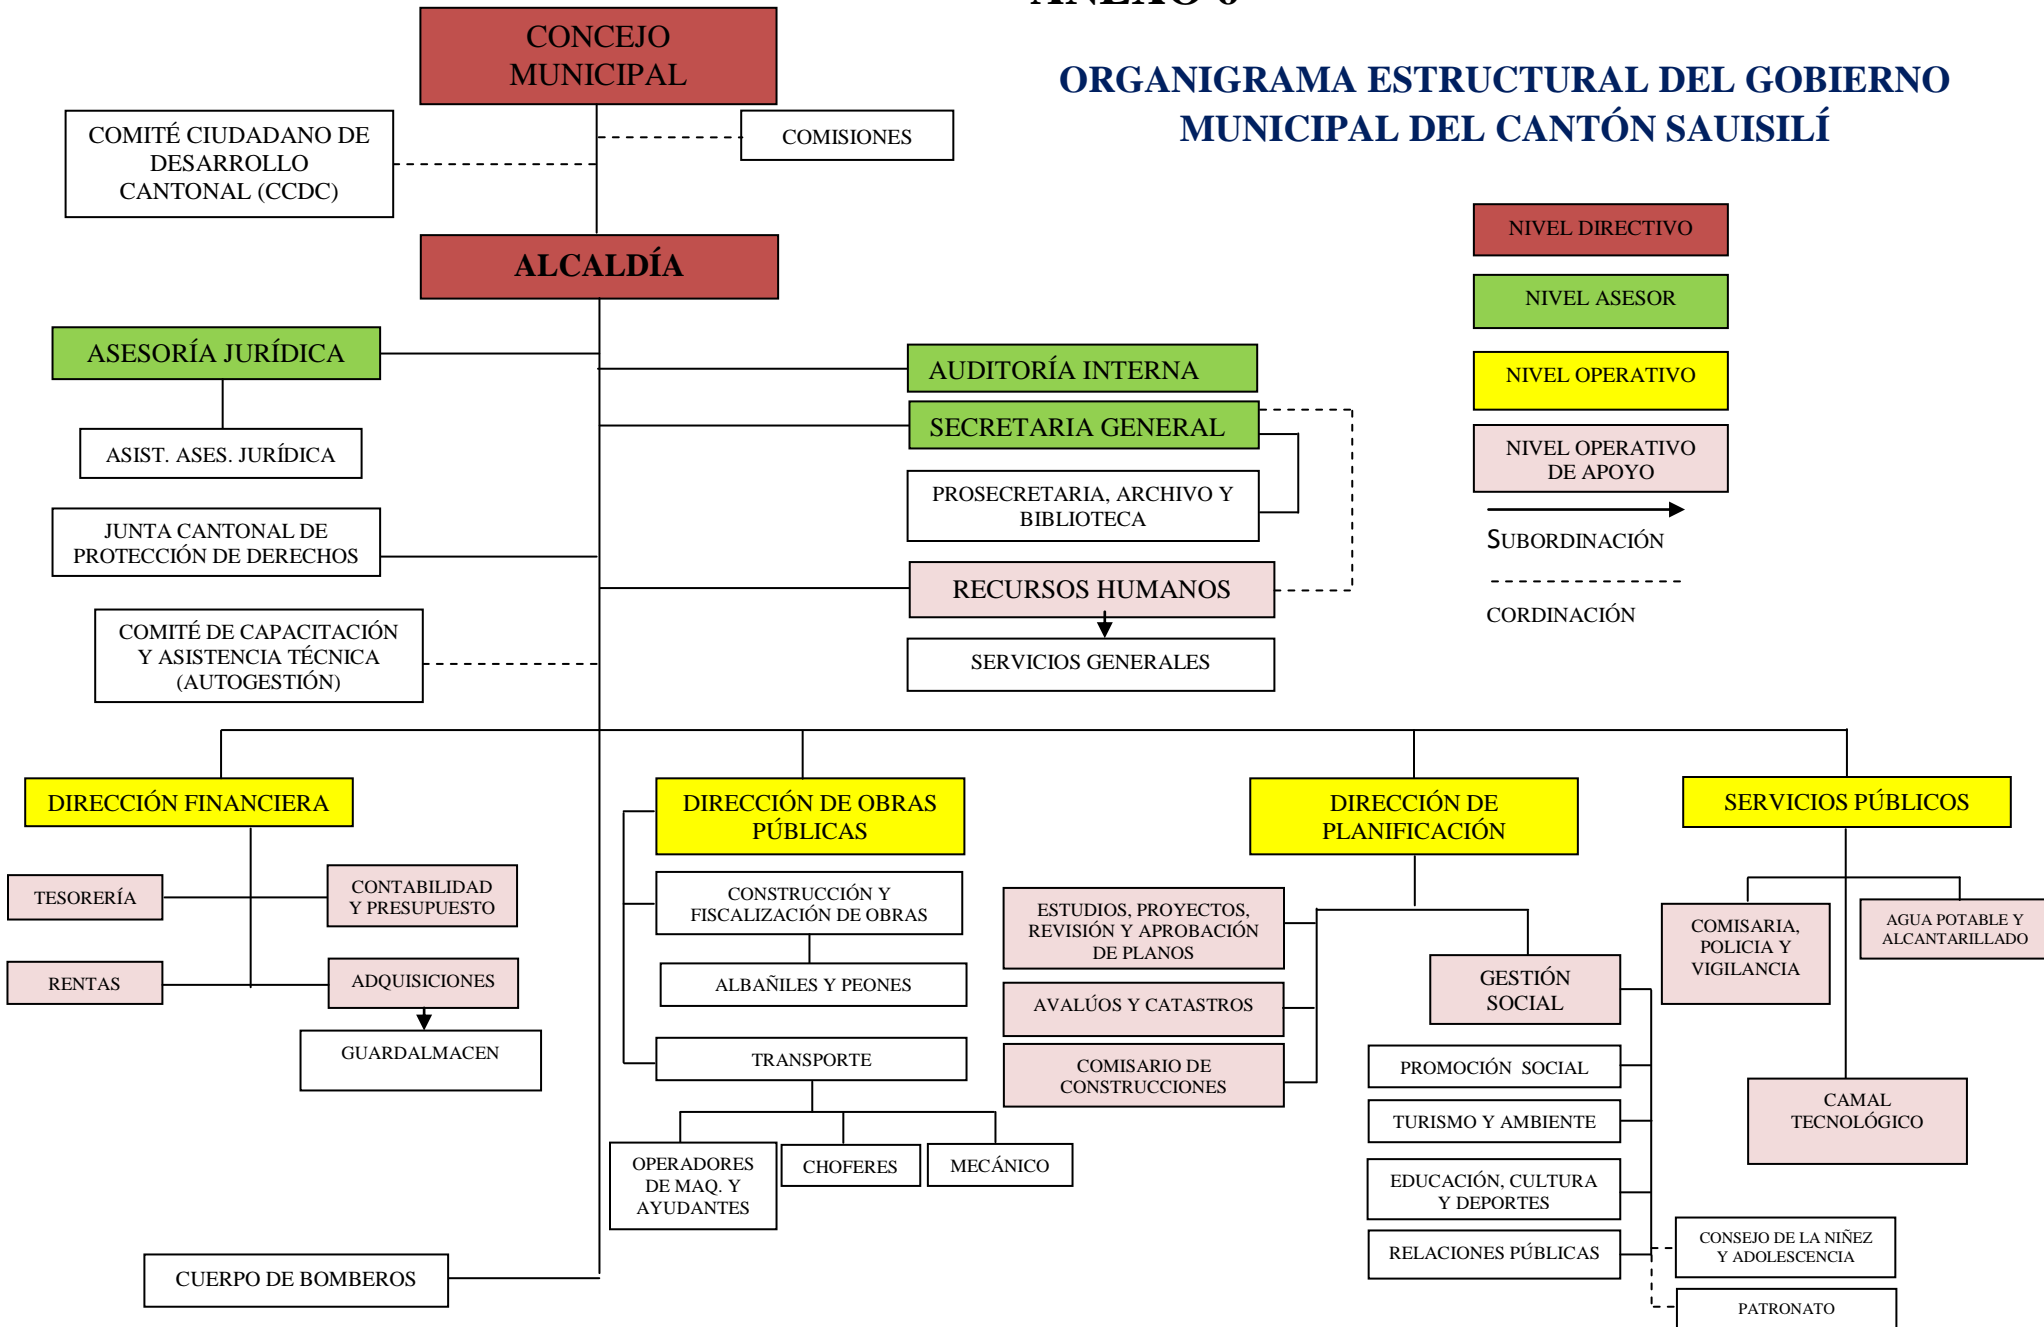 CONCEJO
MUNICIPAL
ORGANIGRAMA ESTRUCTURAL DEL GOBIERNO
MUNICIPAL DEL CANTÓN SAUISILÍ
COMITÉ CIUDADANO DE
DESARROLLO
CANTONAL (CCDC)
COMISIONES
ALCALDÍA
NIVEL DIRECTIVO
NIVEL ASESOR
NIVEL OPERATIVO
NIVEL OPERATIVO
DE APOYO
SUBORDINACIÓN
CORDINACIÓN
ASESORÍA JURÍDICA
ASIST. ASES. JURÍDICA
JUNTA CANTONAL DE
PROTECCIÓN DE DERECHOS
COMITÉ DE CAPACITACIÓN
Y ASISTENCIA TÉCNICA
(AUTOGESTIÓN)
AUDITORÍA INTERNA
SECRETARIA GENERAL
PROSECRETARIA, ARCHIVO Y
BIBLIOTECA
RECURSOS HUMANOS
SERVICIOS GENERALES
DIRECCIÓN FINANCIERA
TESORERÍA
CONTABILIDAD
Y PRESUPUESTO
RENTAS
ADQUISICIONES
GUARDALMACEN
DIRECCIÓN DE OBRAS
PÚBLICAS
CONSTRUCCIÓN Y
FISCALIZACIÓN DE OBRAS
ALBAÑILES Y PEONES
TRANSPORTE
OPERADORES
DE MAQ. Y
AYUDANTES
CHOFERES
MECÁNICO
DIRECCIÓN DE
PLANIFICACIÓN
ESTUDIOS, PROYECTOS,
REVISIÓN Y APROBACIÓN
DE PLANOS
AVALÚOS Y CATASTROS
COMISARIO DE
CONSTRUCCIONES
GESTIÓN
SOCIAL
PROMOCIÓN  SOCIAL
TURISMO Y AMBIENTE
EDUCACIÓN, CULTURA
Y DEPORTES
RELACIONES PÚBLICAS
CONSEJO DE LA NIÑEZ
Y ADOLESCENCIA
PATRONATO
SERVICIOS PÚBLICOS
COMISARIA,
POLICIA Y
VIGILANCIA
AGUA POTABLE Y
ALCANTARILLADO
CAMAL
TECNOLÓGICO
CUERPO DE BOMBEROS